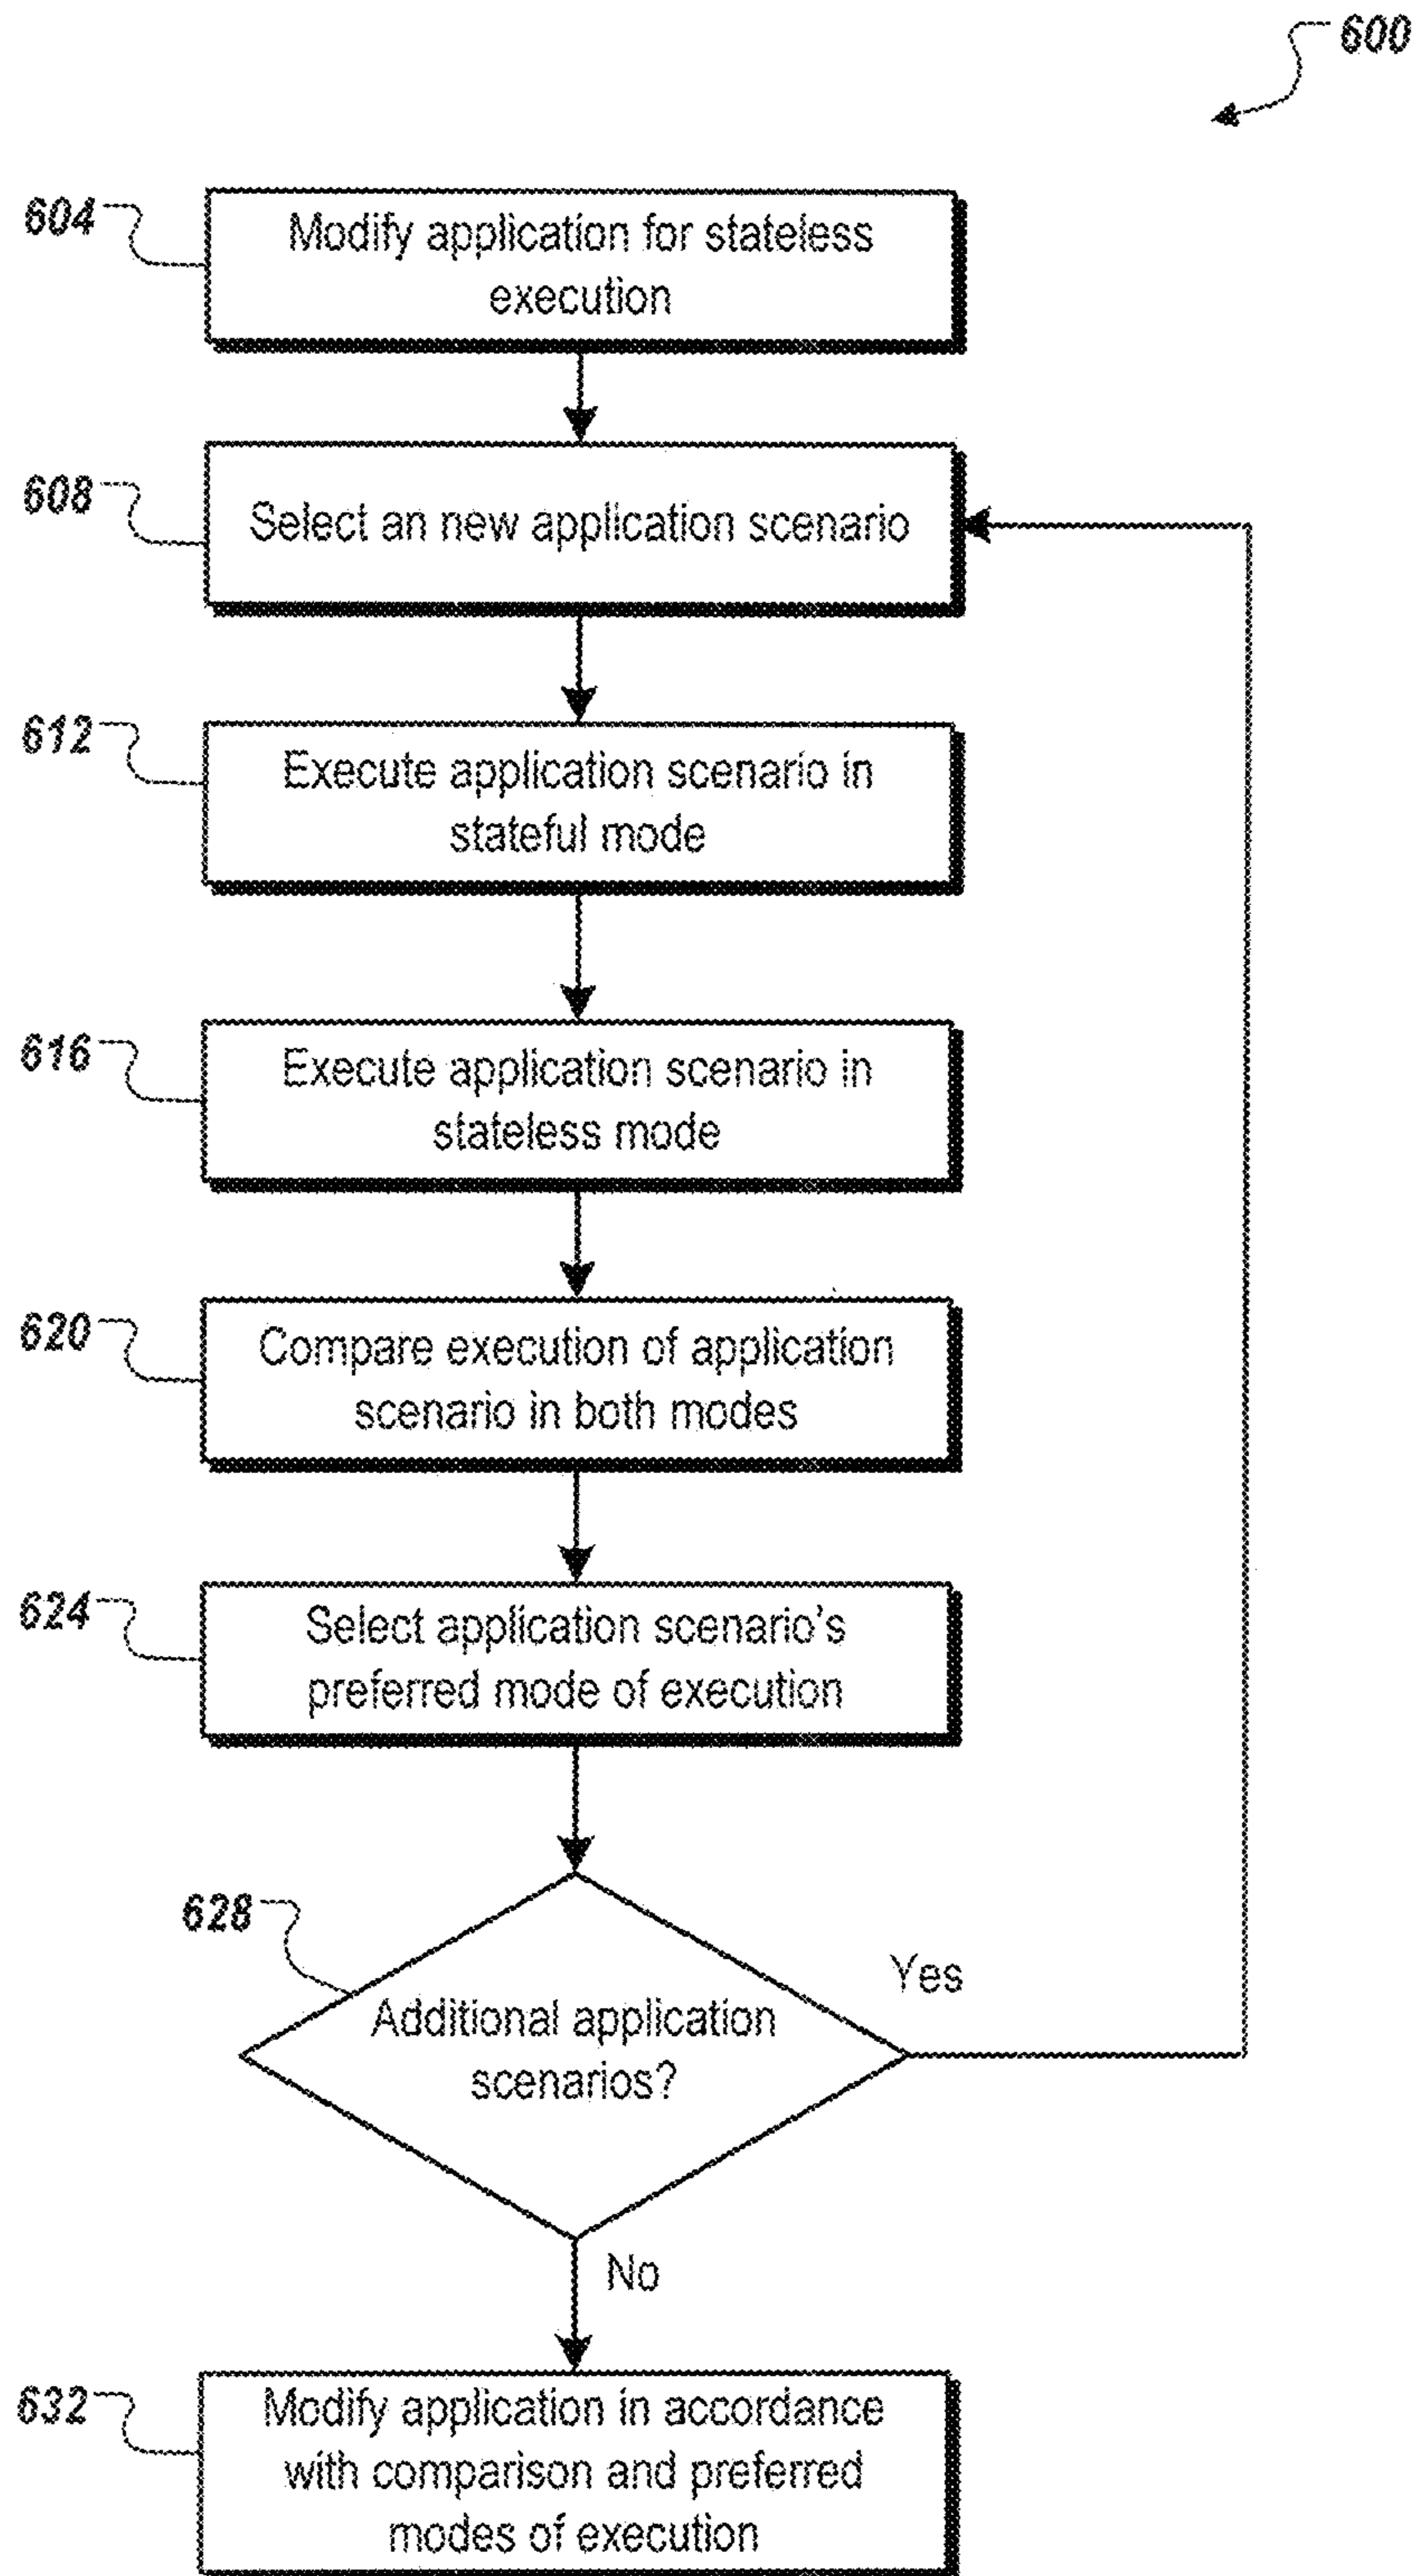 600
604
Modify application for stateless
execution
608
Select an new application scenario
612
Execute application scenario in
stateful mode
616
Execute application scenario in
stateless mode
620
Compare execution of application
scenario in both modes
624
Select application scenario's
preferred mode of execution
628
Additional application
scenarios?
Yes
No
632
Modify application in accordance
with comparison and preferred
modes of execution